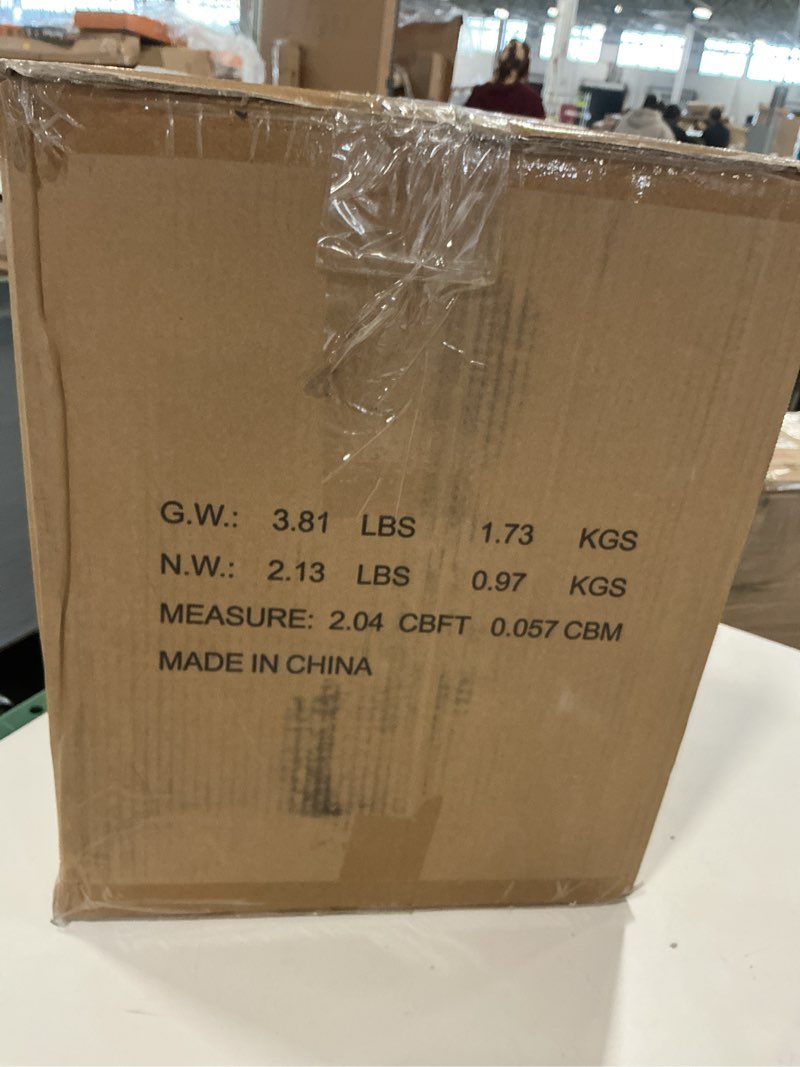 G.W.: 3.81 LBS 1.73 KGS
N.W.: 2.13 LBS 0.97 KGS
MEASURE: 2.04 CBFT 0.057 CBM
MADE IN CHINA